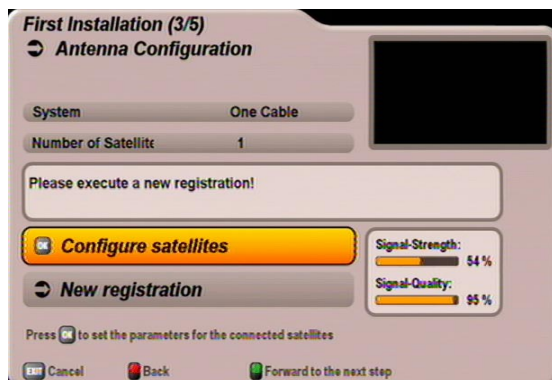 First Installation (3/5)
Antenna Configuration
System One Cable
Number of Satellite 1
Please execute a new registration!
OK Configure satellites
Signal-Strength:
54 %
New registration
Signal-Quality:
95 %
Press OK to set the parameters for the connected satellites
EXIT Cancel Back Forward to the next step